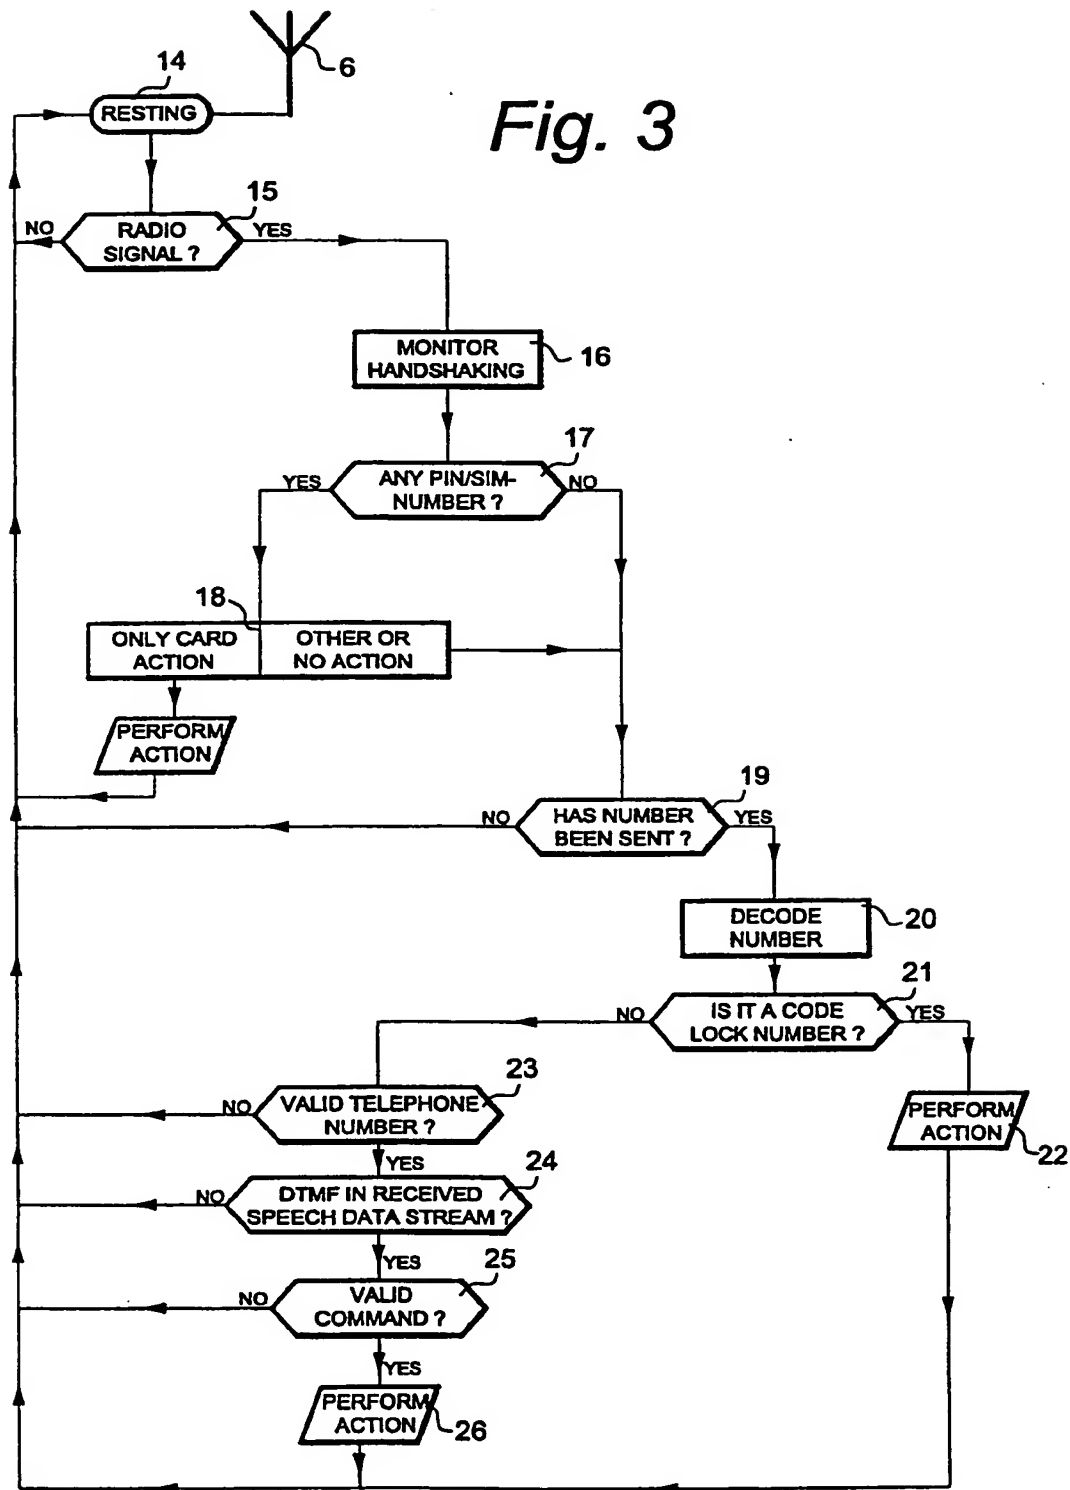 6
14
RESTING
Fig. 3
15
NO
RADIO
SIGNAL ?
YES
MONITOR
HANDSHAKING
16
17
YES
ANY PIN/SIM-
NUMBER ?
NO
18
ONLY CARD
ACTION
OTHER OR
NO ACTION
PERFORM
ACTION
19
NO
HAS NUMBER
BEEN SENT ?
YES
DECODE
NUMBER
20
21
NO
IS IT A CODE
LOCK NUMBER ?
YES
23
NO
VALID TELEPHONE
NUMBER ?
PERFORM
ACTION
22
YES
24
NO
DTMF IN RECEIVED
SPEECH DATA STREAM ?
YES
25
NO
VALID
COMMAND ?
YES
PERFORM
ACTION
26